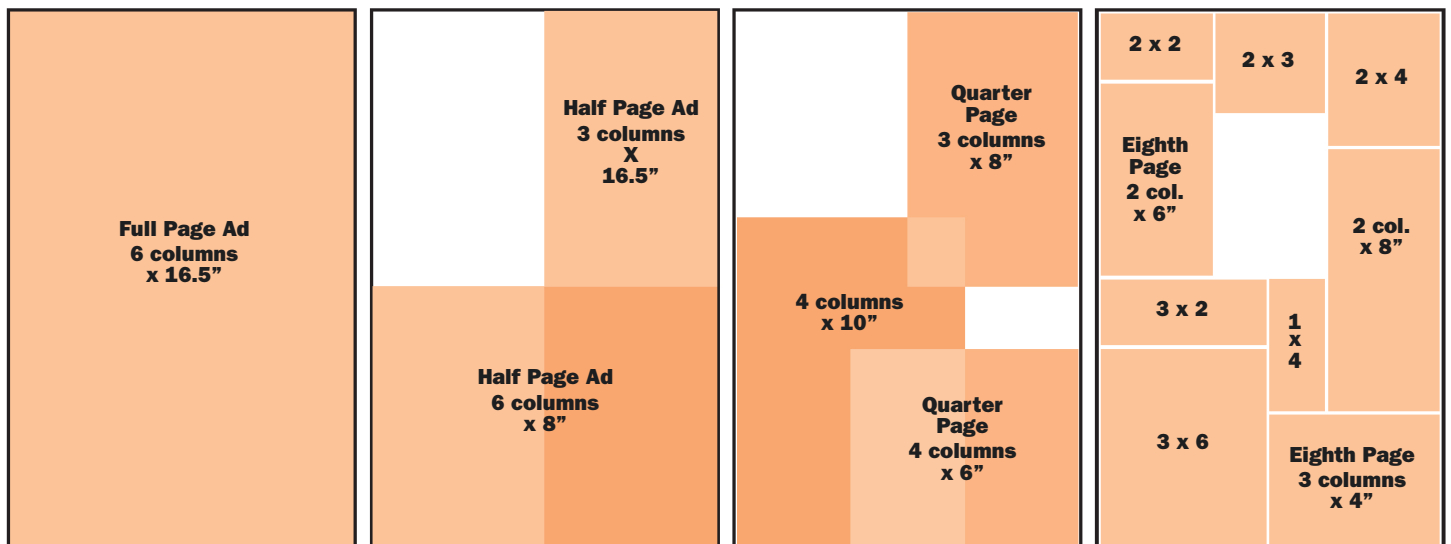 Full Page Ad
6 columns
x 16.5”
Half Page Ad
3 columns
X
16.5”
Half Page Ad
6 columns
x 8”
Quarter
Page
3 columns
x 8”
4 columns
x 10”
Quarter
Page
4 columns
x 6”
2 x 2
2 x 3
2 x 4
Eighth
Page
2 col.
x 6”
2 col.
x 8”
3 x 2
1
x
4
3 x 6
Eighth Page
3 columns
x 4”